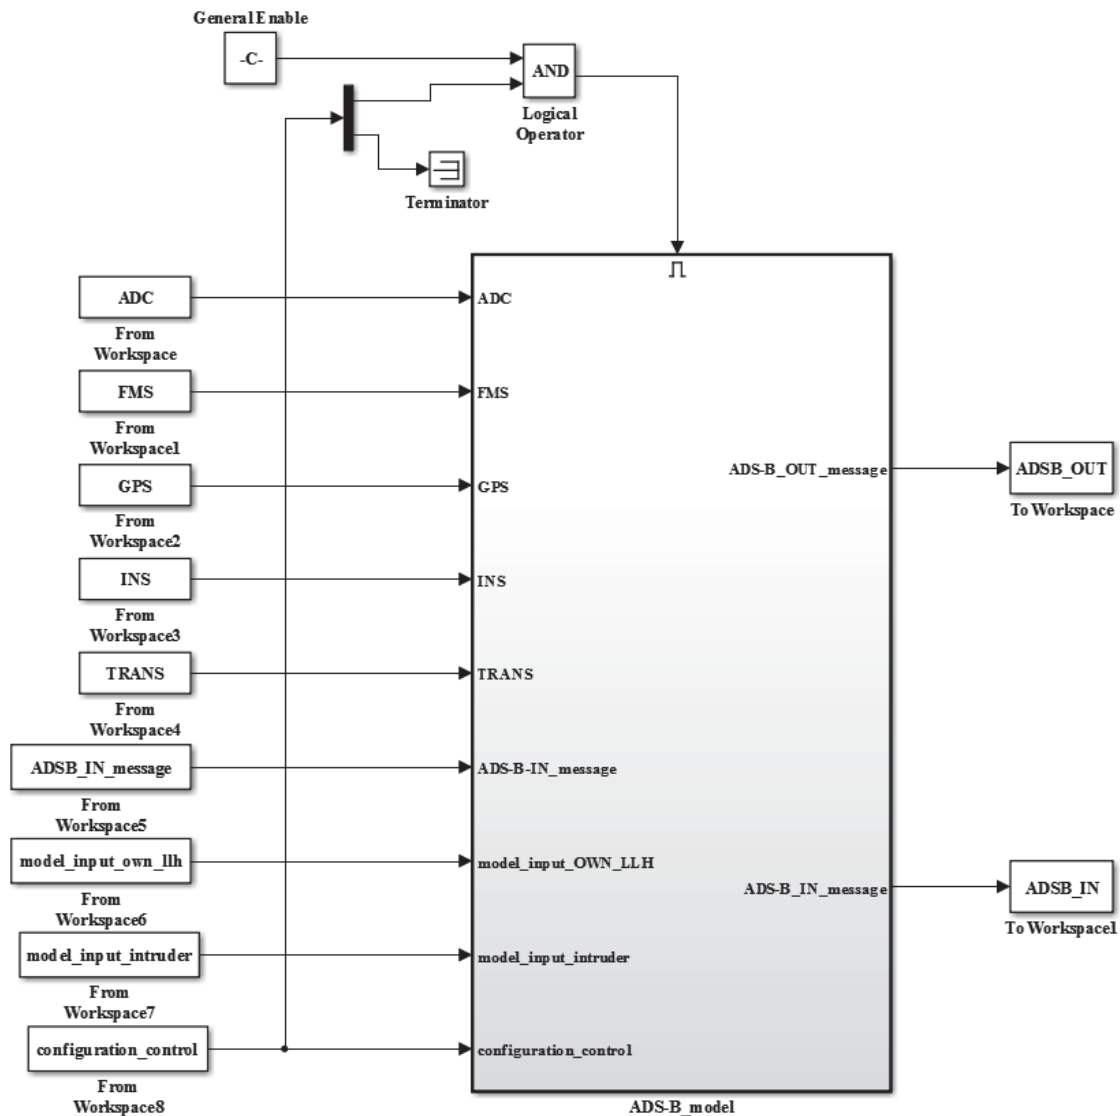 General Enable
-C-
AND
Logical
Operator
Terminator
ADC
From
Workspace
FMS
From
Workspace1
GPS
From
Workspace2
INS
From
Workspace3
TRANS
From
Workspace4
ADSB_IN_message
From
Workspace5
model_input_own_llh
From
Workspace6
model_input_intruder
From
Workspace7
configuration_control
From
Workspace8
ADC
FMS
GPS
INS
TRANS
ADS-B-IN_message
model_input_OWN_LLH
model_input_intruder
configuration_control
ADS-B_OUT_message
ADS-B_IN_message
ADS-B_model
ADSB_OUT
To Workspace
ADSB_IN
To Workspace1